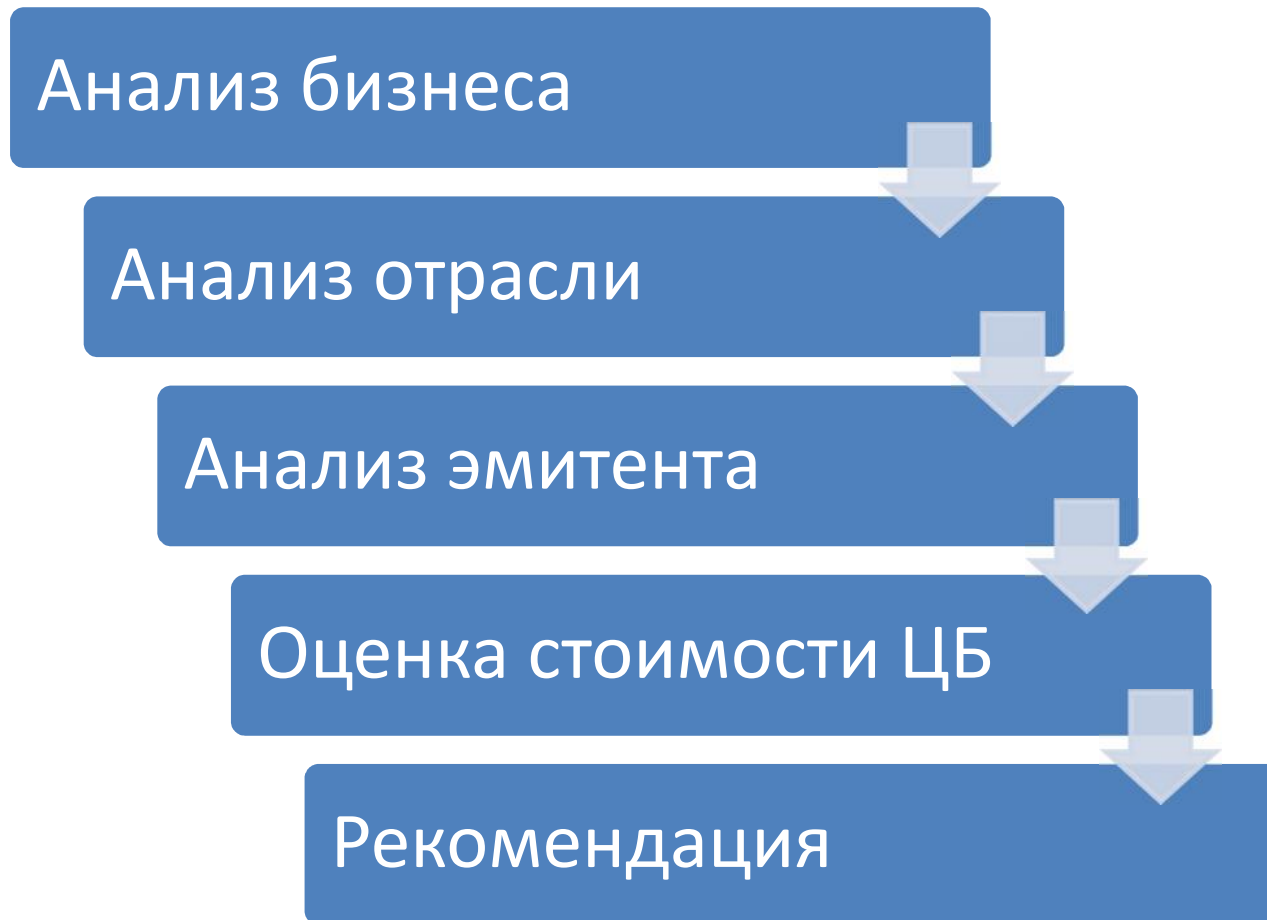 Анализ бизнеса
Анализ отрасли
Анализ эмитента
Оценка стоимости ЦБ
Рекомендация